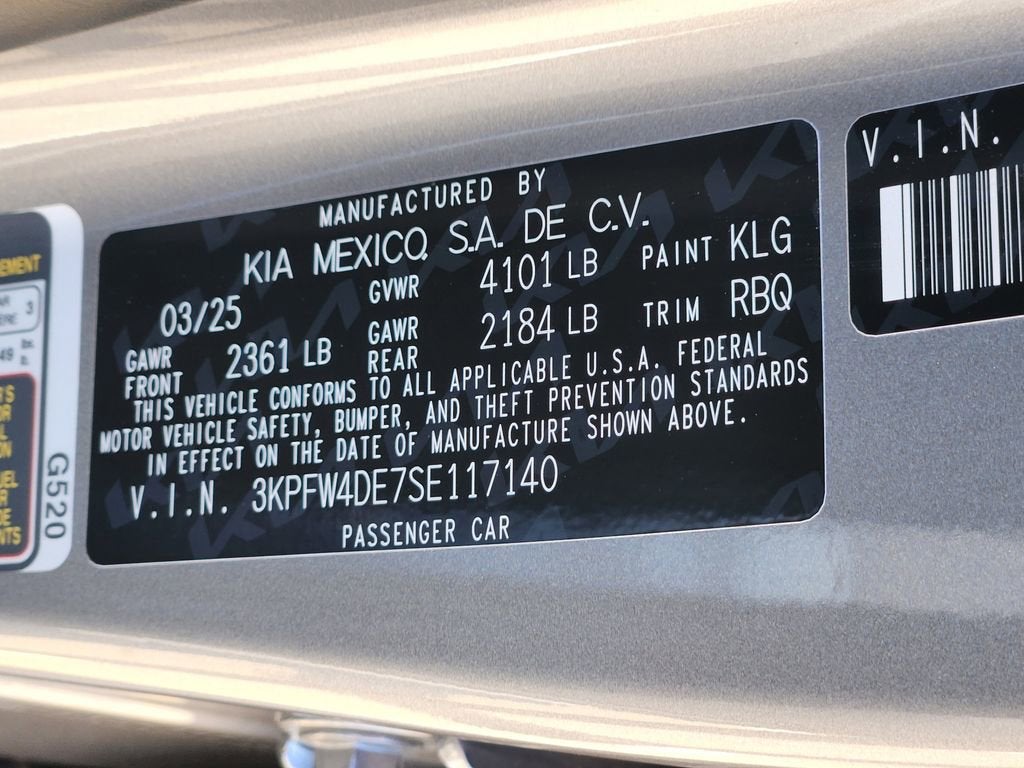 MANUFACTURED BY
KIA MEXICO, S.A. DE C.V.
03/25 GVWR 4101 LB PAINT KLG
GAWR FRONT 2361 LB GAWR REAR 2184 LB TRIM RBQ
THIS VEHICLE CONFORMS TO ALL APPLICABLE U.S.A. FEDERAL
MOTOR VEHICLE SAFETY, BUMPER, AND THEFT PREVENTION STANDARDS
IN EFFECT ON THE DATE OF MANUFACTURE SHOWN ABOVE.
V.I.N. 3KPFW4DE7SE117140
PASSENGER CAR
V.I.N.
G520
3